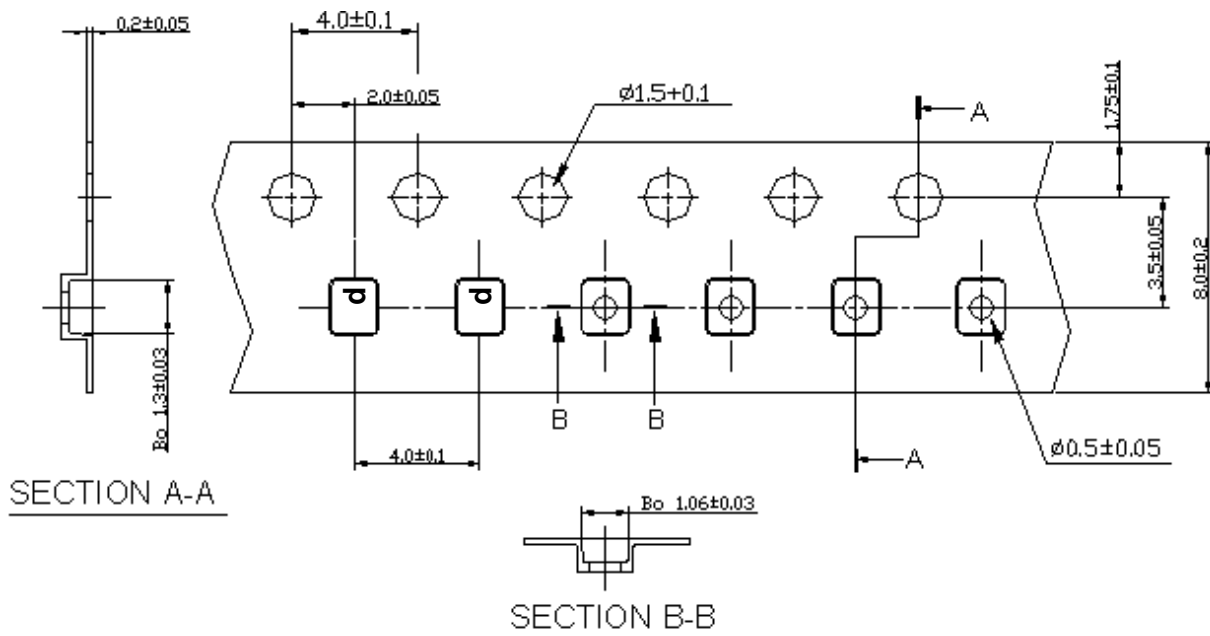 0.2±0.05
4.0±0.1
2.0±0.05
⌀1.5+0.1
A
1.75±0.1
3.5±0.05
8.0±0.2
d
d
Bo 1.3±0.03
B
B
4.0±0.1
A
⌀0.5±0.05
SECTION A-A
Bo 1.06±0.03
SECTION B-B